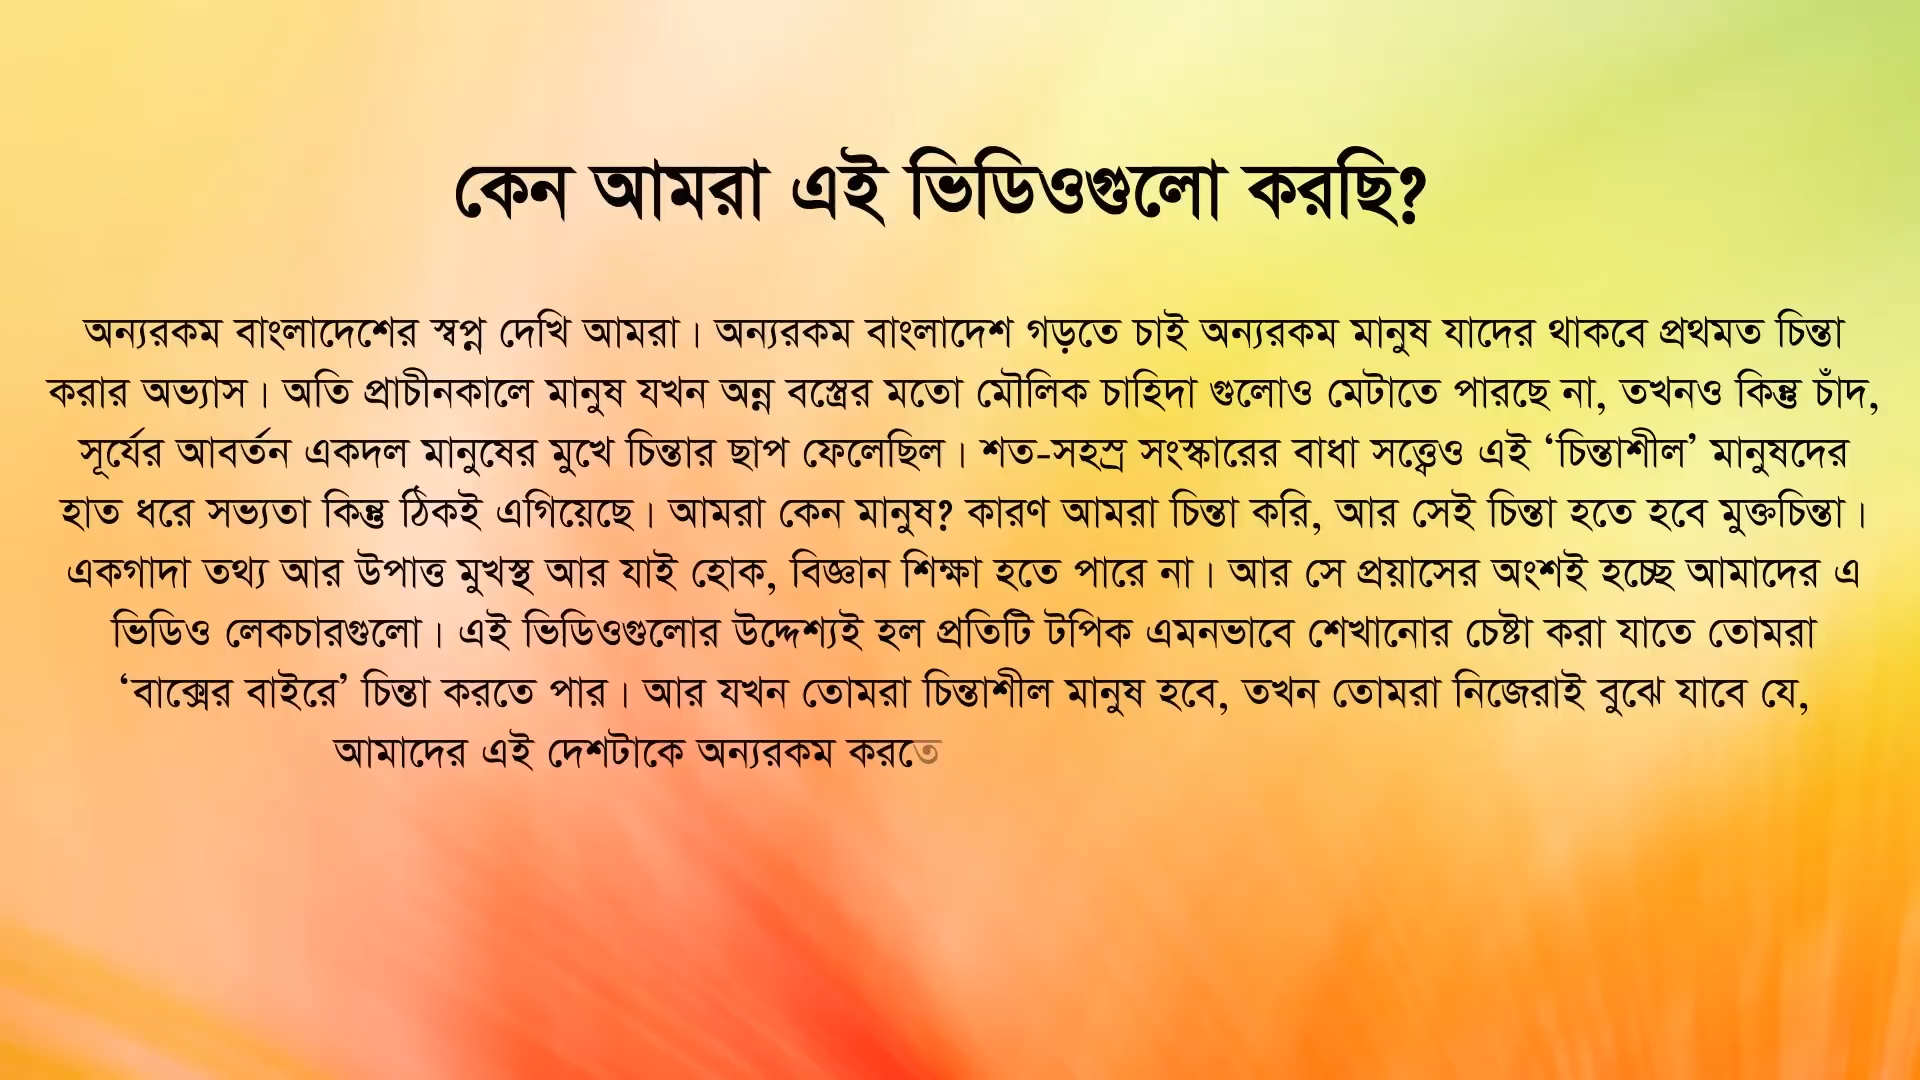 কেন আমরা এই ভিডিওগুলো করছি?
অন্যরকম বাংলাদেশের স্বপ্ন দেখি আমরা। অন্যরকম বাংলাদেশ গড়তে চাই অন্যরকম মানুষ যাদের থাকবে প্রথমত চিন্তা
করার অভ্যাস। অতি প্রাচীনকালে মানুষ যখন অন্ন বস্ত্রের মতো মৌলিক চাহিদা গুলোও মেটাতে পারছে না, তখনও কিন্তু চাঁদ,
সূর্যের আবর্তন একদল মানুষের মুখে চিন্তার ছাপ ফেলেছিল। শত-সহস্র সংস্কারের বাধা সত্ত্বেও এই ‘চিন্তাশীল’ মানুষদের
হাত ধরে সভ্যতা কিন্তু ঠিকই এগিয়েছে। আমরা কেন মানুষ? কারণ আমরা চিন্তা করি, আর সেই চিন্তা হতে হবে মুক্তচিন্তা।
একগাদা তথ্য আর উপাত্ত মুখস্থ আর যাই হোক, বিজ্ঞান শিক্ষা হতে পারে না। আর সে প্রয়াসের অংশই হচ্ছে আমাদের এ
ভিডিও লেকচারগুলো। এই ভিডিওগুলোর উদ্দেশ্যই হল প্রতিটি টপিক এমনভাবে শেখানোর চেষ্টা করা যাতে তোমরা
‘বাক্সের বাইরে’ চিন্তা করতে পার। আর যখন তোমরা চিন্তাশীল মানুষ হবে, তখন তোমরা নিজেরাই বুঝে যাবে যে,
আমাদের এই দেশটাকে অন্যরকম করতে